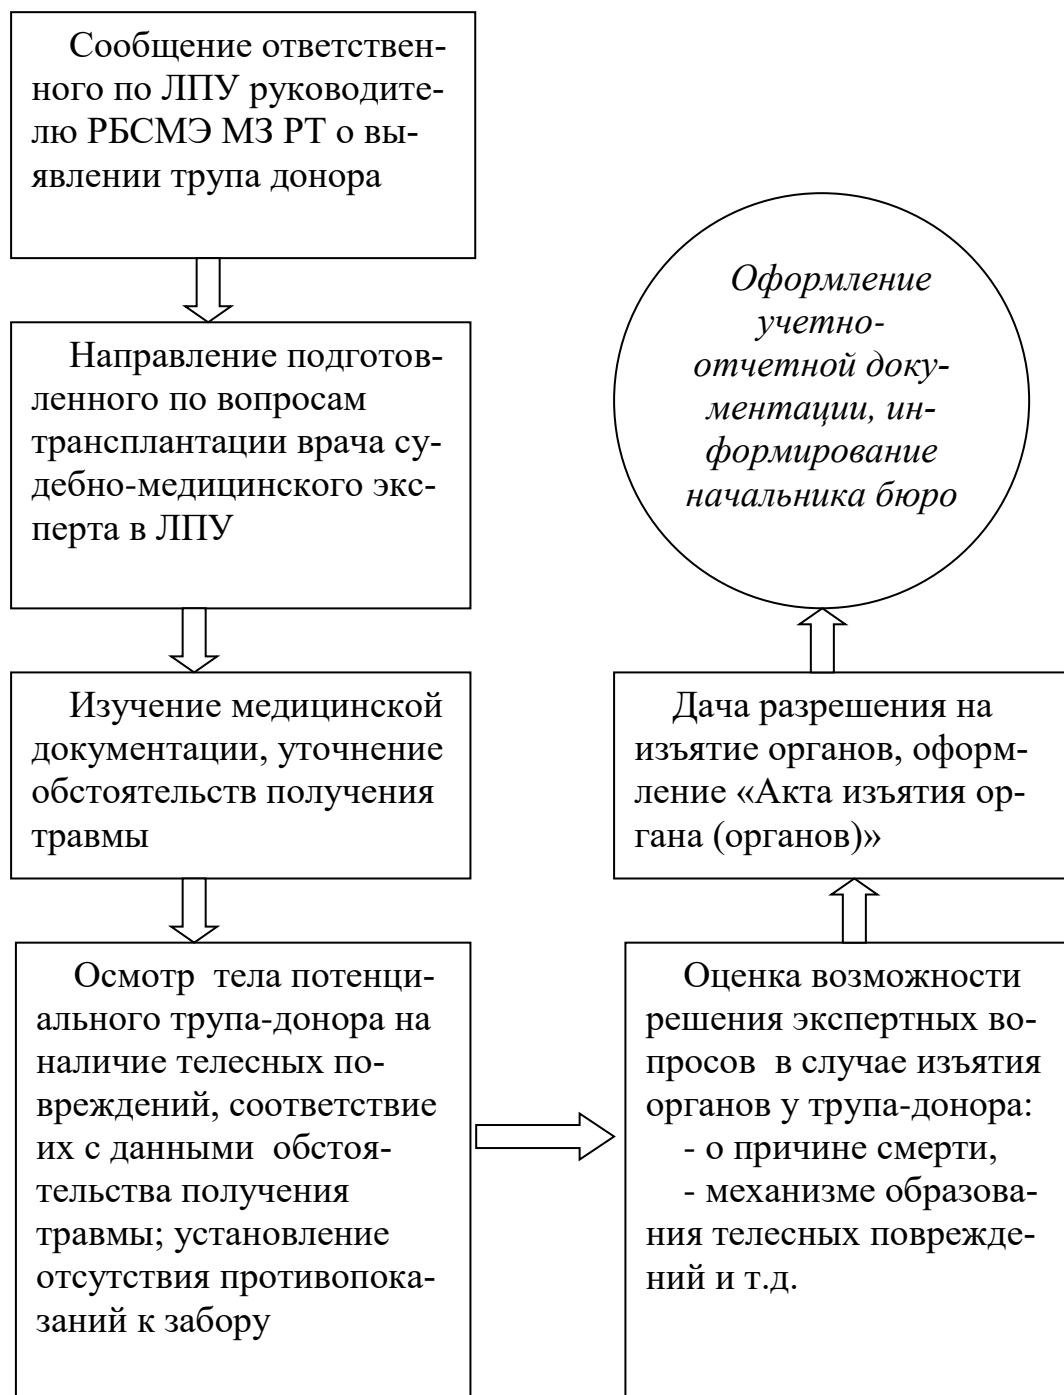 Сообщение ответствен-
ного по ЛПУ руководите-
лю РБСМЭ МЗ РТ о вы-
явлении трупа донора
Направление подготов-
ленного по вопросам
трансплантации врача су-
дебно-медицинского экс-
перта в ЛПУ
Изучение медицинской
документации, уточнение
обстоятельств получения
травмы
Осмотр тела потенци-
ального трупа-донора на
наличие телесных по-
вреждений, соответствие
их с данными обстоя-
тельства получения
травмы; установление
отсутствия противопока-
заний к забору
Оценка возможности
решения экспертных во-
просов в случае изъятия
органов у трупа-донора:
- о причине смерти,
- механизме образова-
ния телесных поврежде-
ний и т.д.
Дача разрешения на
изъятие органов, оформ-
ление «Акта изъятия ор-
гана (органов)»
Оформление
учетно-
отчетной доку-
ментации, ин-
формирование
начальника бюро